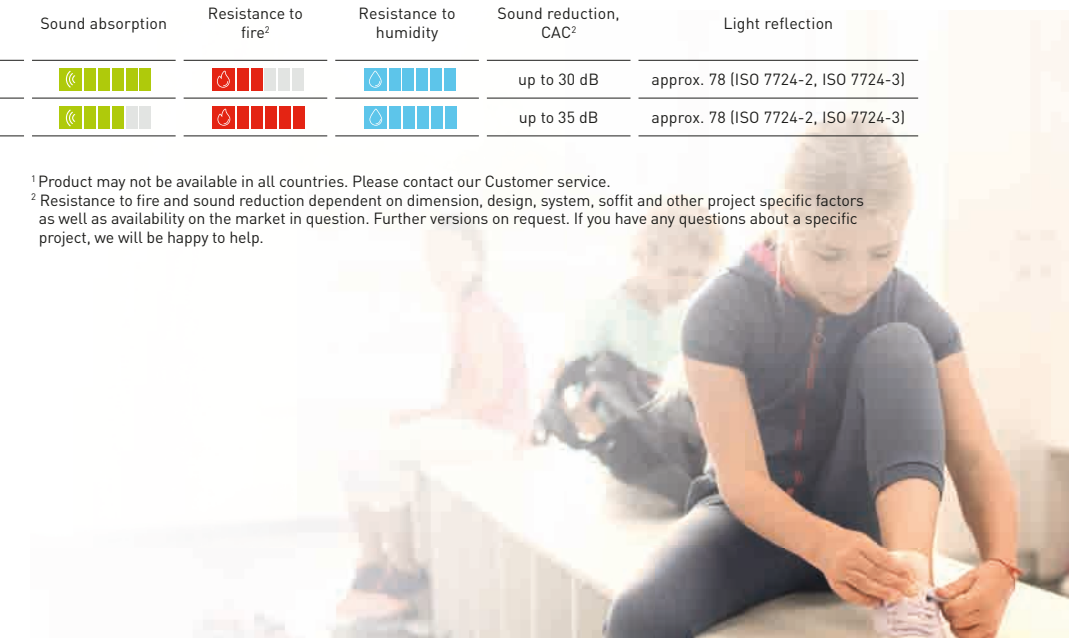 Sound absorption
Resistance to
fire²
Resistance to
humidity
Sound reduction,
CAC²
Light reflection
up to 30 dB
approx. 78 (ISO 7724-2, ISO 7724-3)
up to 35 dB
approx. 78 (ISO 7724-2, ISO 7724-3)
¹ Product may not be available in all countries. Please contact our Customer service.
² Resistance to fire and sound reduction dependent on dimension, design, system, soffit and other project specific factors
as well as availability on the market in question. Further versions on request. If you have any questions about a specific
project, we will be happy to help.